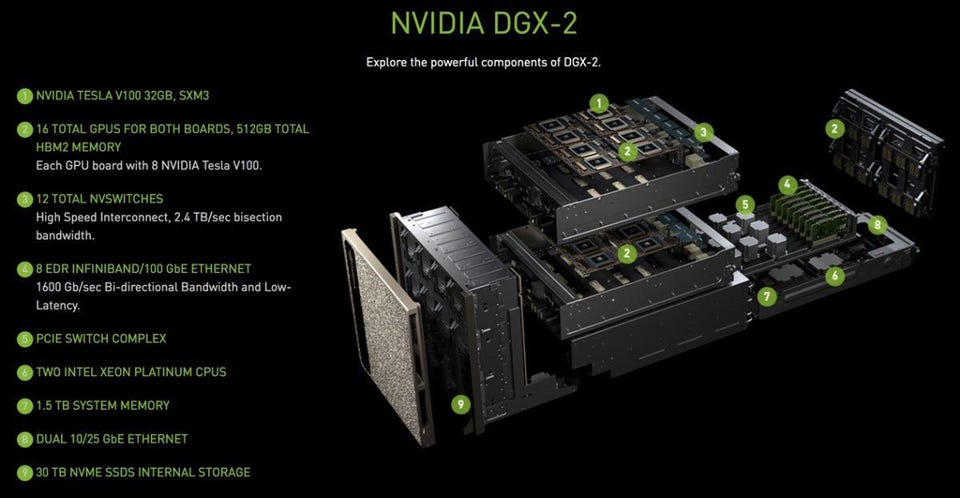 NVIDIA DGX-2
Explore the powerful components of DGX-2.
1 NVIDIA TESLA V100 32GB, SXM3
2 16 TOTAL GPUS FOR BOTH BOARDS, 512GB TOTAL
HBM2 MEMORY
Each GPU board with 8 NVIDIA Tesla V100.
3 12 TOTAL NVSWITCHES
High Speed Interconnect, 2.4 TB/sec bisection
bandwidth.
4 8 EDR INFINIBAND/100 GbE ETHERNET
1600 Gb/sec Bi-directional Bandwidth and Low-
Latency.
5 PCIE SWITCH COMPLEX
6 TWO INTEL XEON PLATINUM CPUS
7 1.5 TB SYSTEM MEMORY
8 DUAL 10/25 GbE ETHERNET
9 30 TB NVME SSDS INTERNAL STORAGE
1
2
3
2
4
5
8
2
6
7
9